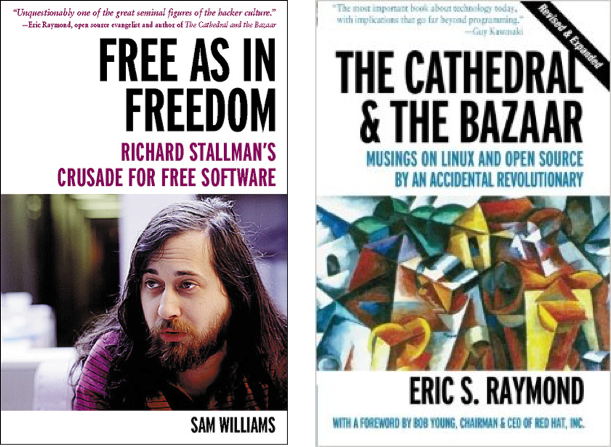 "Unquestionably one of the great seminal figures of the hacker culture."
—Eric Raymond, open source evangelist and author of The Cathedral and the Bazaar
FREE AS IN
FREEDOM
RICHARD STALLMAN'S
CRUSADE FOR FREE SOFTWARE
SAM WILLIAMS
"The most important book about technology today,
with implications that go far beyond programming."
—Guy Kawasaki
Revised & Expanded
THE CATHEDRAL
& THE BAZAAR
MUSINGS ON LINUX AND OPEN SOURCE
BY AN ACCIDENTAL REVOLUTIONARY
ERIC S. RAYMOND
WITH A FOREWORD BY BOB YOUNG, CHAIRMAN & CEO OF RED HAT, INC.